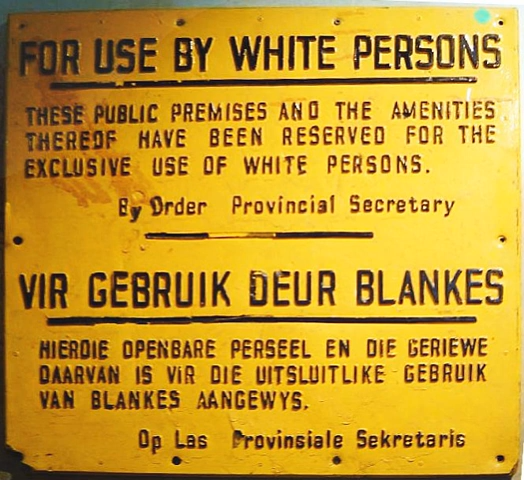 FOR USE BY WHITE PERSONS
THESE PUBLIC PREMISES AND THE AMENITIES
THEREOF HAVE BEEN RESERVED FOR THE
EXCLUSIVE USE OF WHITE PERSONS.
By Order Provincial Secretary
VIR GEBRUIK DEUR BLANKES
HIERDIE OPENBARE PERSEEL EN DIE GERIEWE
DAARVAN IS VIR DIE UITSLUITLIKE GEBRUIK
VAN BLANKES AANGEWYS.
Op Las Provinsiale Sekretaris